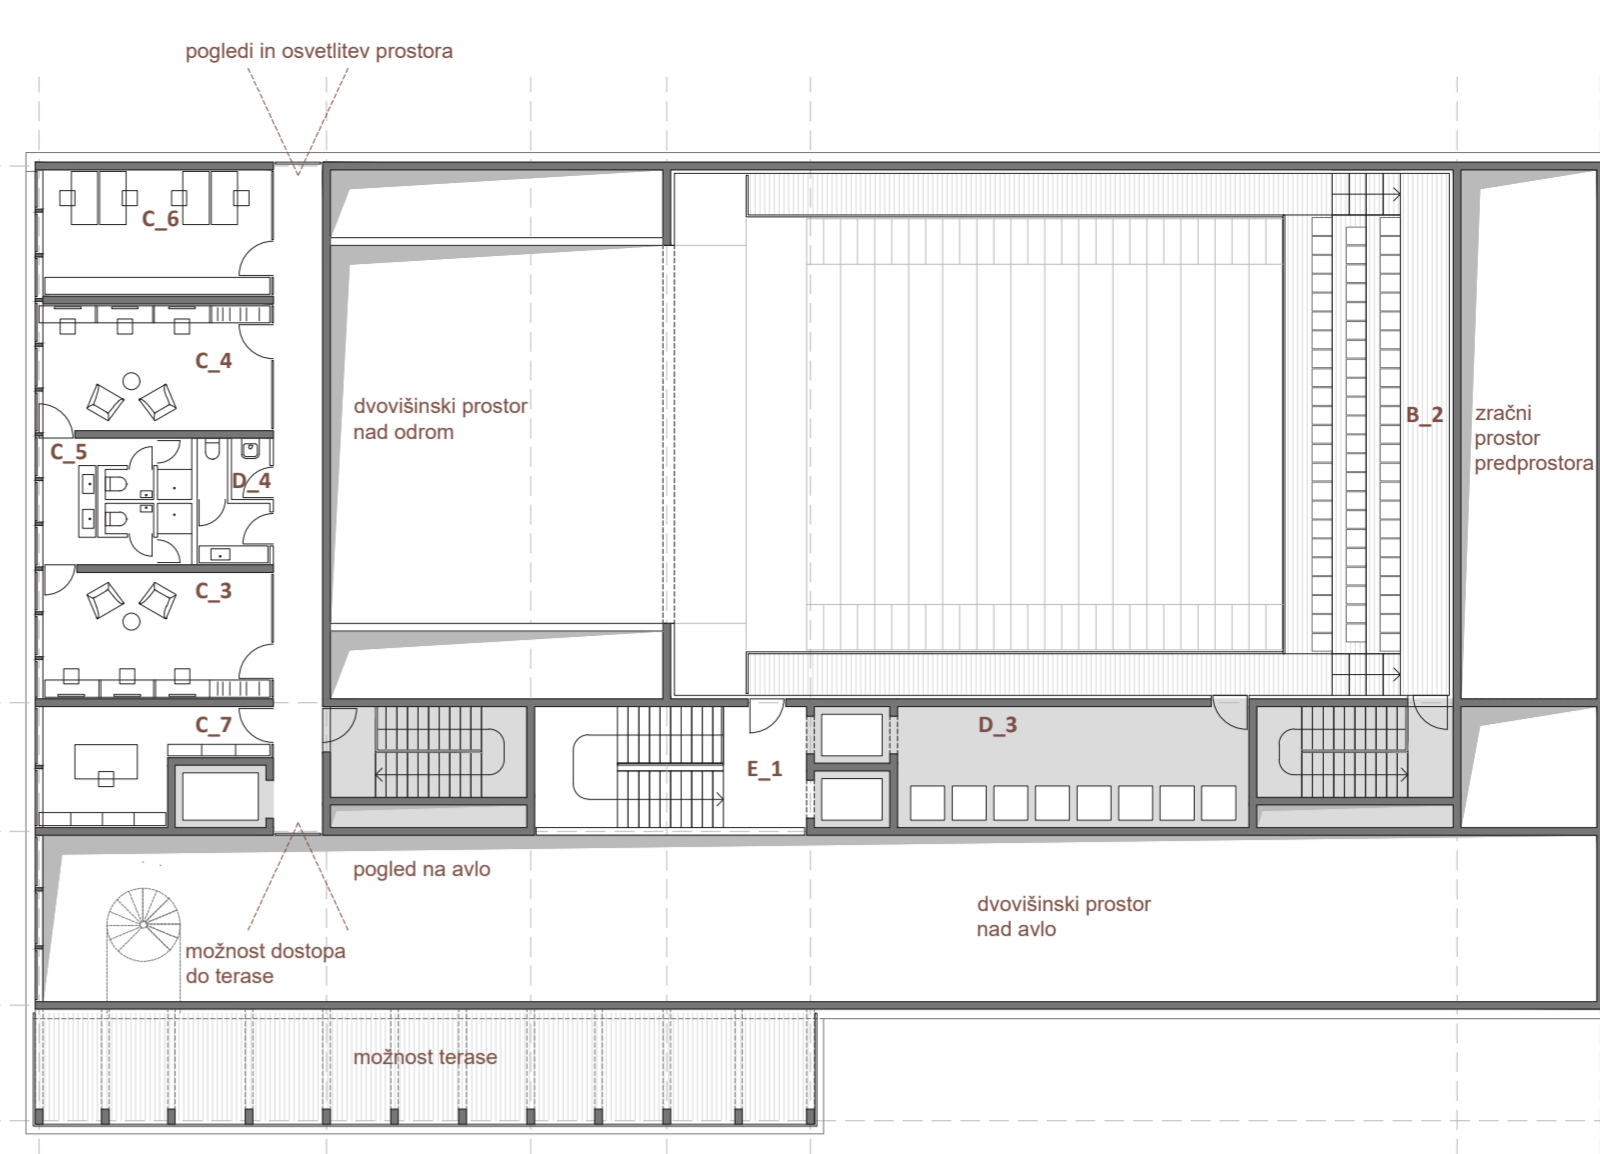 pogledi in osvetlitev prostora
C_6
C_4
dvovišinski prostor
nad odrom
B_2
zračni
prostor
predprostora
C_5
D_4
C_3
C_7
D_3
E_1
pogled na avlo
dvovišinski prostor
nad avlo
možnost dostopa
do terase
možnost terase